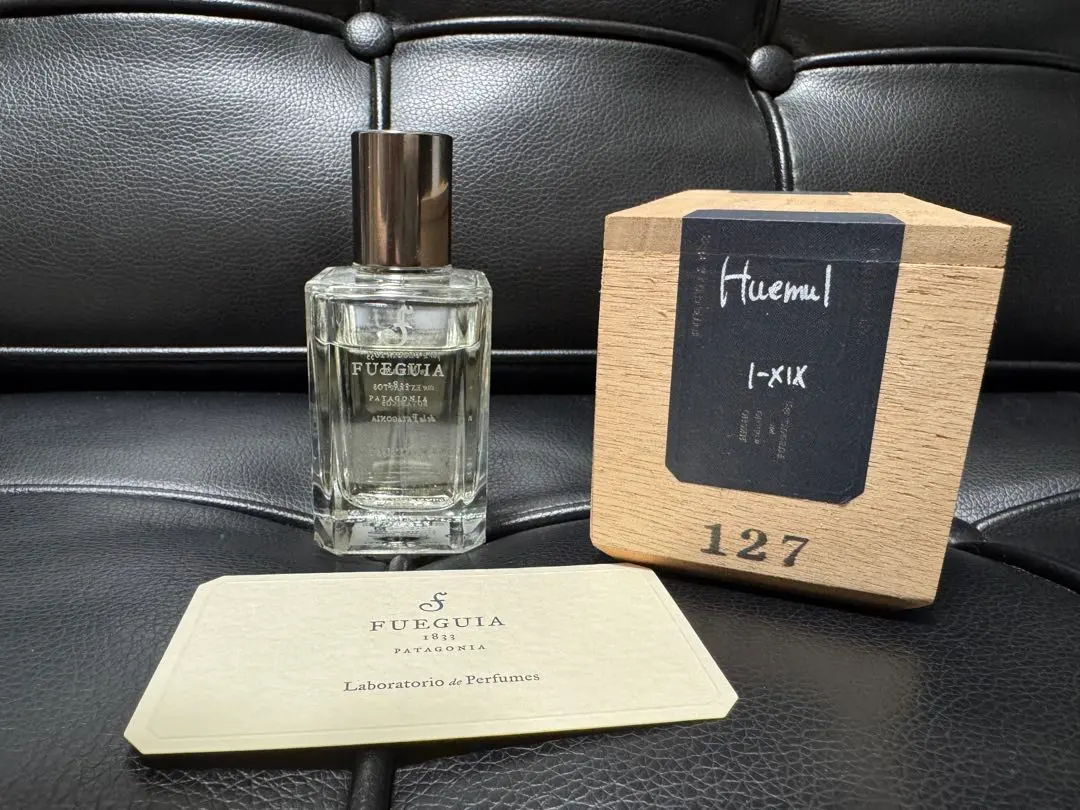 FUEGUIA
1833
PATAGONIA
Huemul
I-XIX
127
FUEGUIA
1833
PATAGONIA
Laboratorio de Perfumes